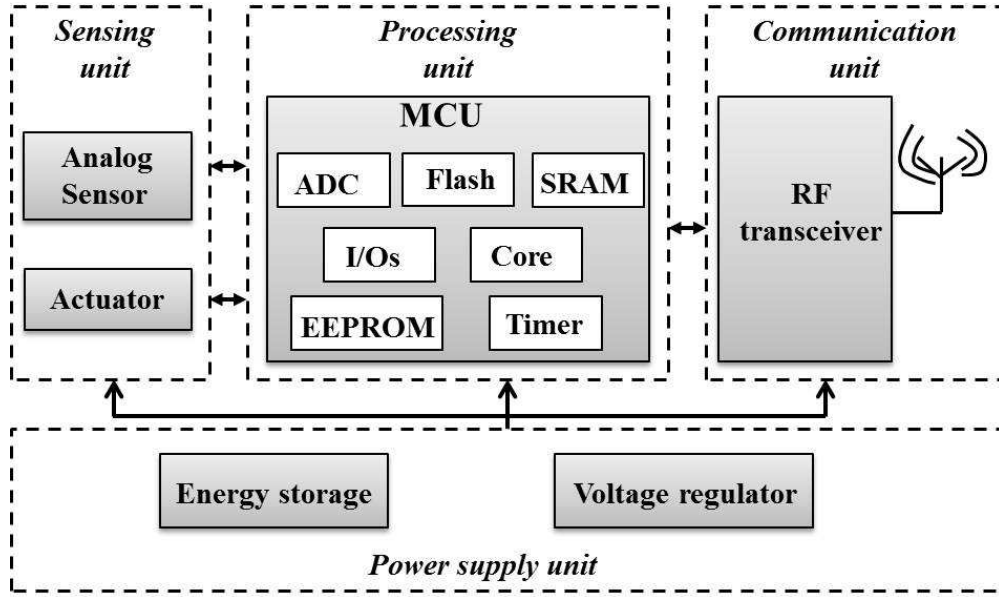 Sensing
unit
Processing
unit
Communication
unit
Analog
Sensor
Actuator
MCU
ADC
Flash
SRAM
I/Os
Core
EEPROM
Timer
RF
transceiver
Energy storage
Voltage regulator
Power supply unit